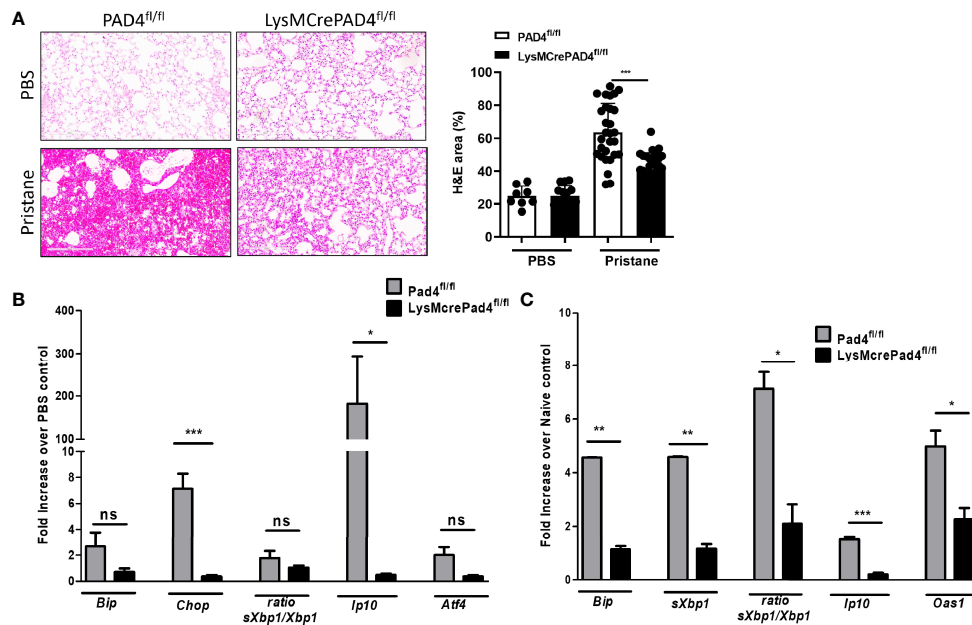 A
PAD4fl/fl
LysMCrePAD4fl/fl
PBS
Pristane
PAD4fl/fl
LysMCrePAD4fl/fl
H&E area (%)
100
80
60
40
20
0
***
PBS
Pristane
B
Pad4fl/fl
LysMcrePad4fl/fl
Fold Increase over PBS control
400
300
200
100
10
8
6
4
2
0
ns
***
ns
*
ns
Bip
Chop
ratio
sXbp1/Xbp1
Ip10
Atf4
C
Pad4fl/fl
LysMcrePad4fl/fl
Fold Increase over Naive control
8
6
4
2
0
**
**
*
***
*
Bip
sXbp1
ratio
sXbp1/Xbp1
Ip10
Oas1